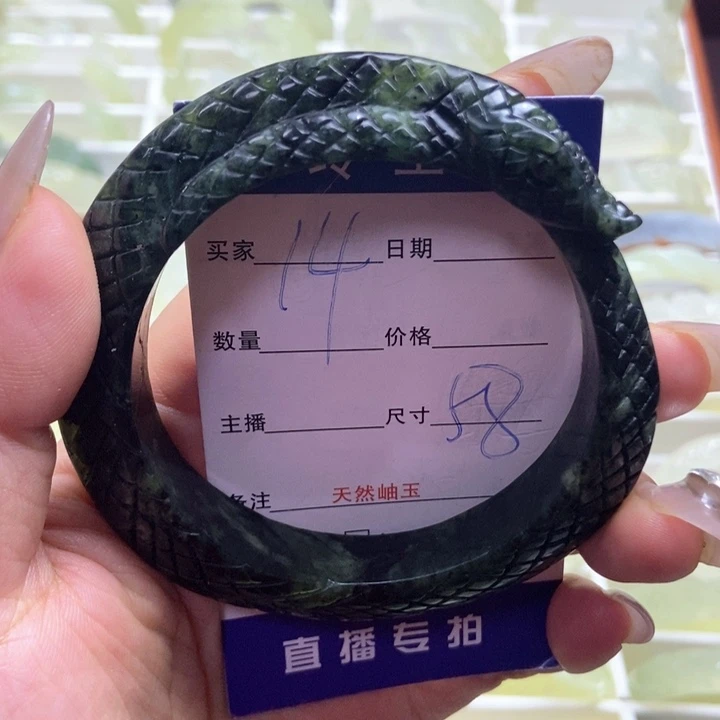 买家 14 日期
数量 价格
主播 尺寸 58
备注 天然岫玉
直播专拍